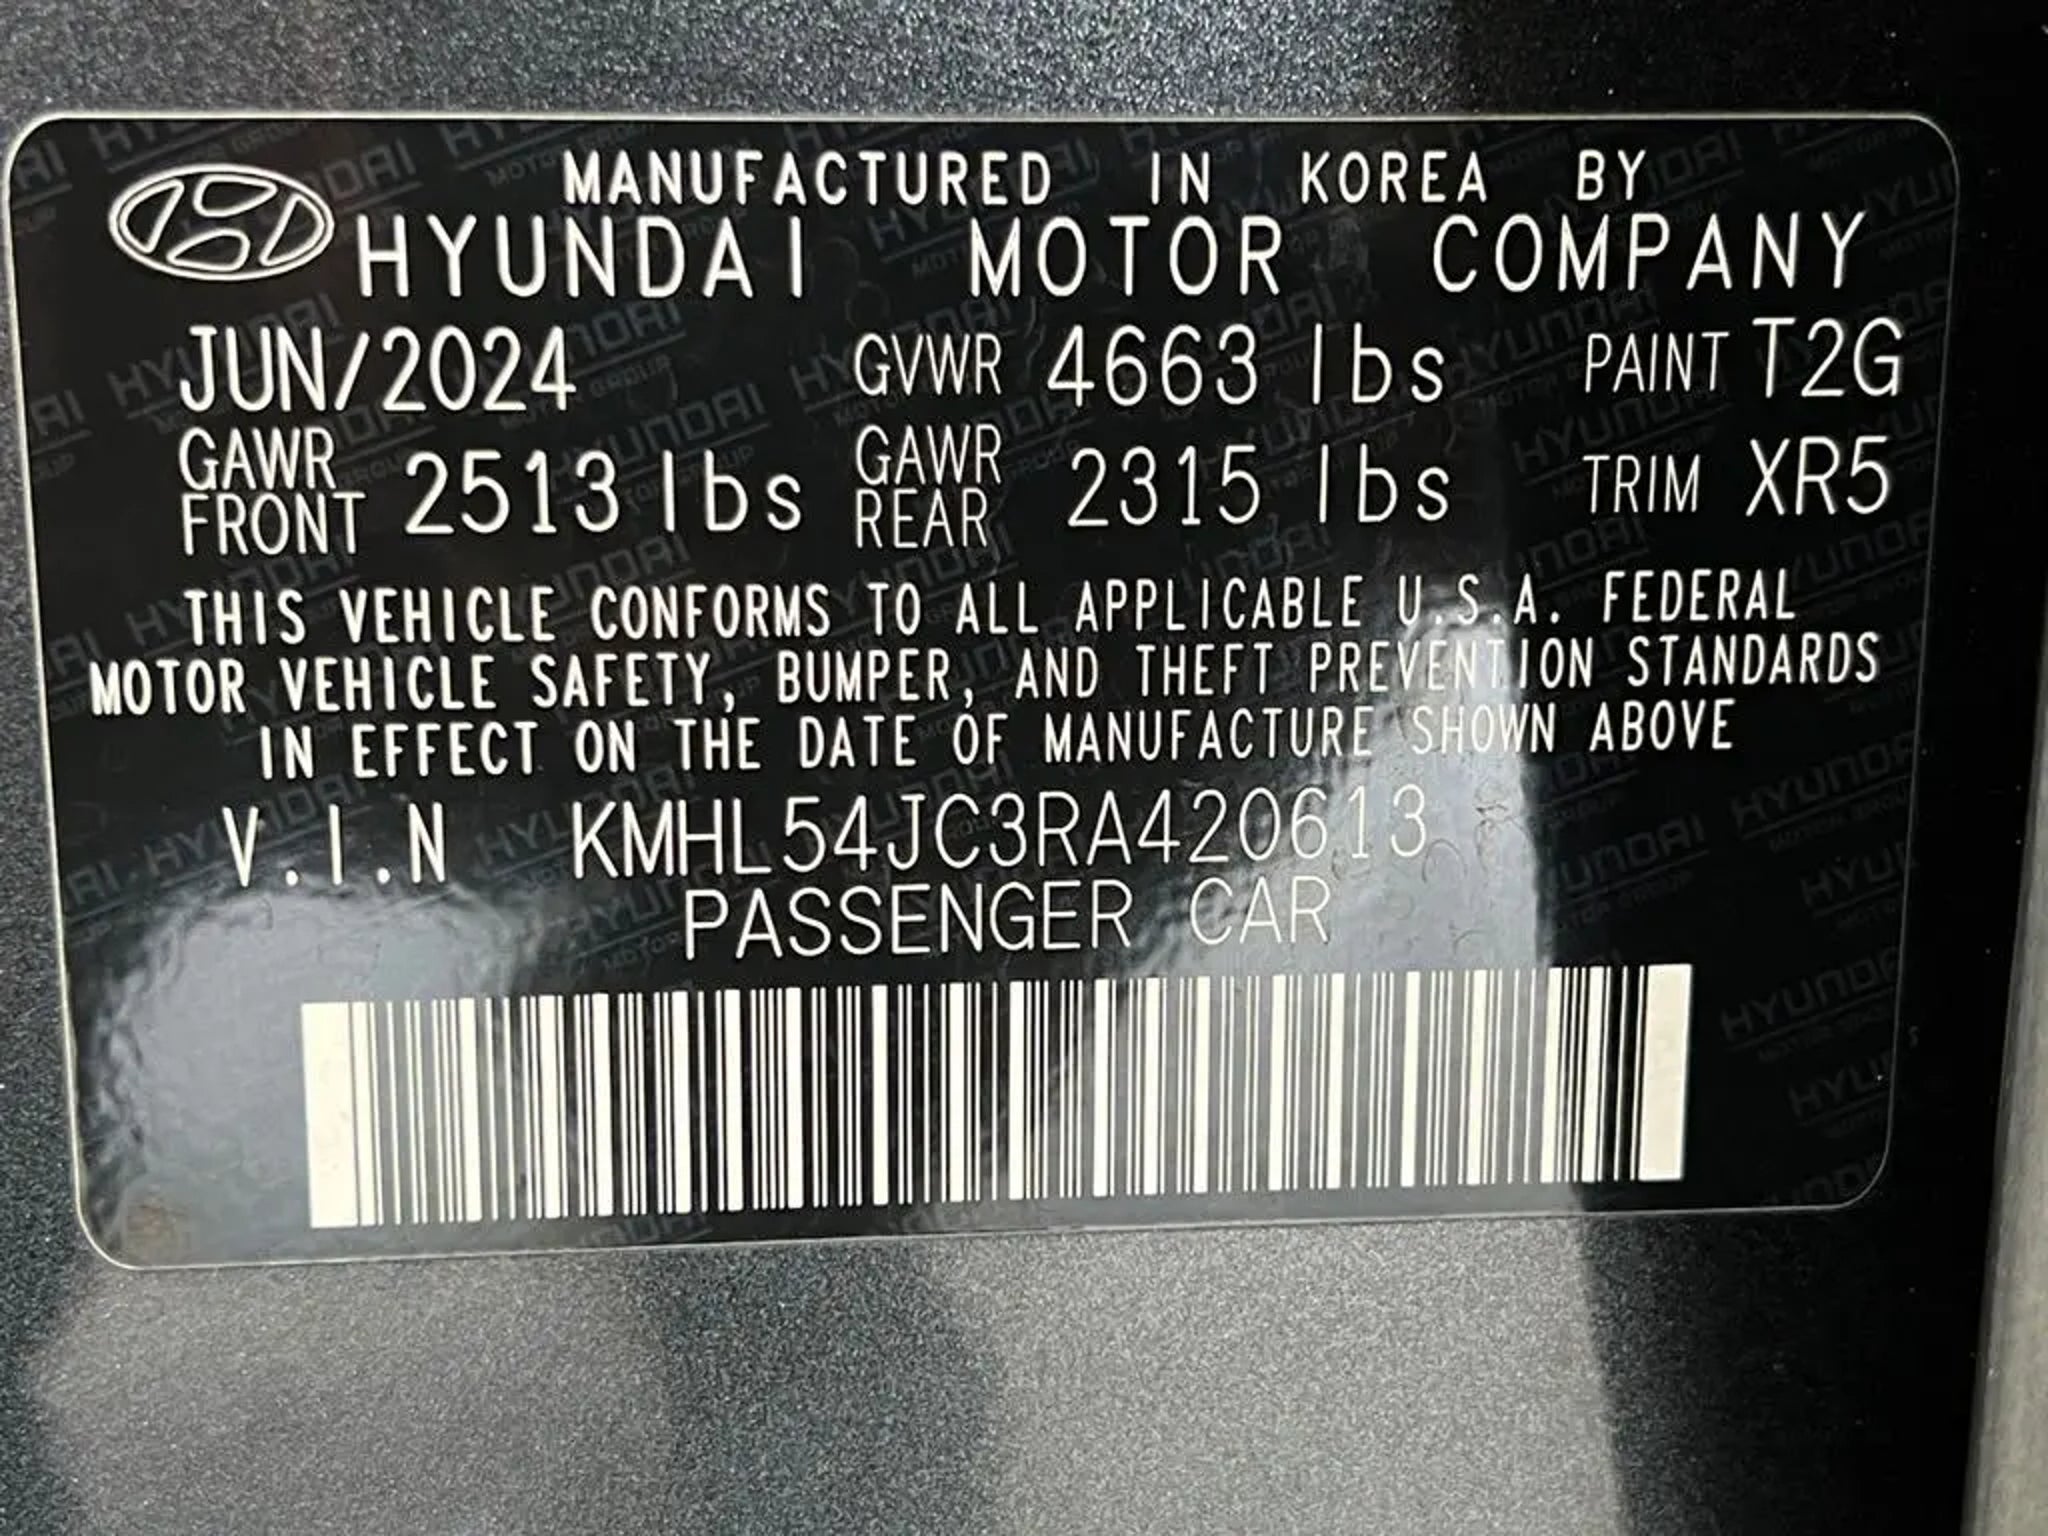 MANUFACTURED IN KOREA BY
HYUNDAI MOTOR COMPANY
JUN/2024 GVWR 4663 lbs PAINT T2G
GAWR FRONT 2513 lbs GAWR REAR 2315 lbs TRIM XR5
THIS VEHICLE CONFORMS TO ALL APPLICABLE U.S.A. FEDERAL
MOTOR VEHICLE SAFETY, BUMPER, AND THEFT PREVENTION STANDARDS
IN EFFECT ON THE DATE OF MANUFACTURE SHOWN ABOVE
V.I.N KMHL54JC3RA420613
PASSENGER CAR